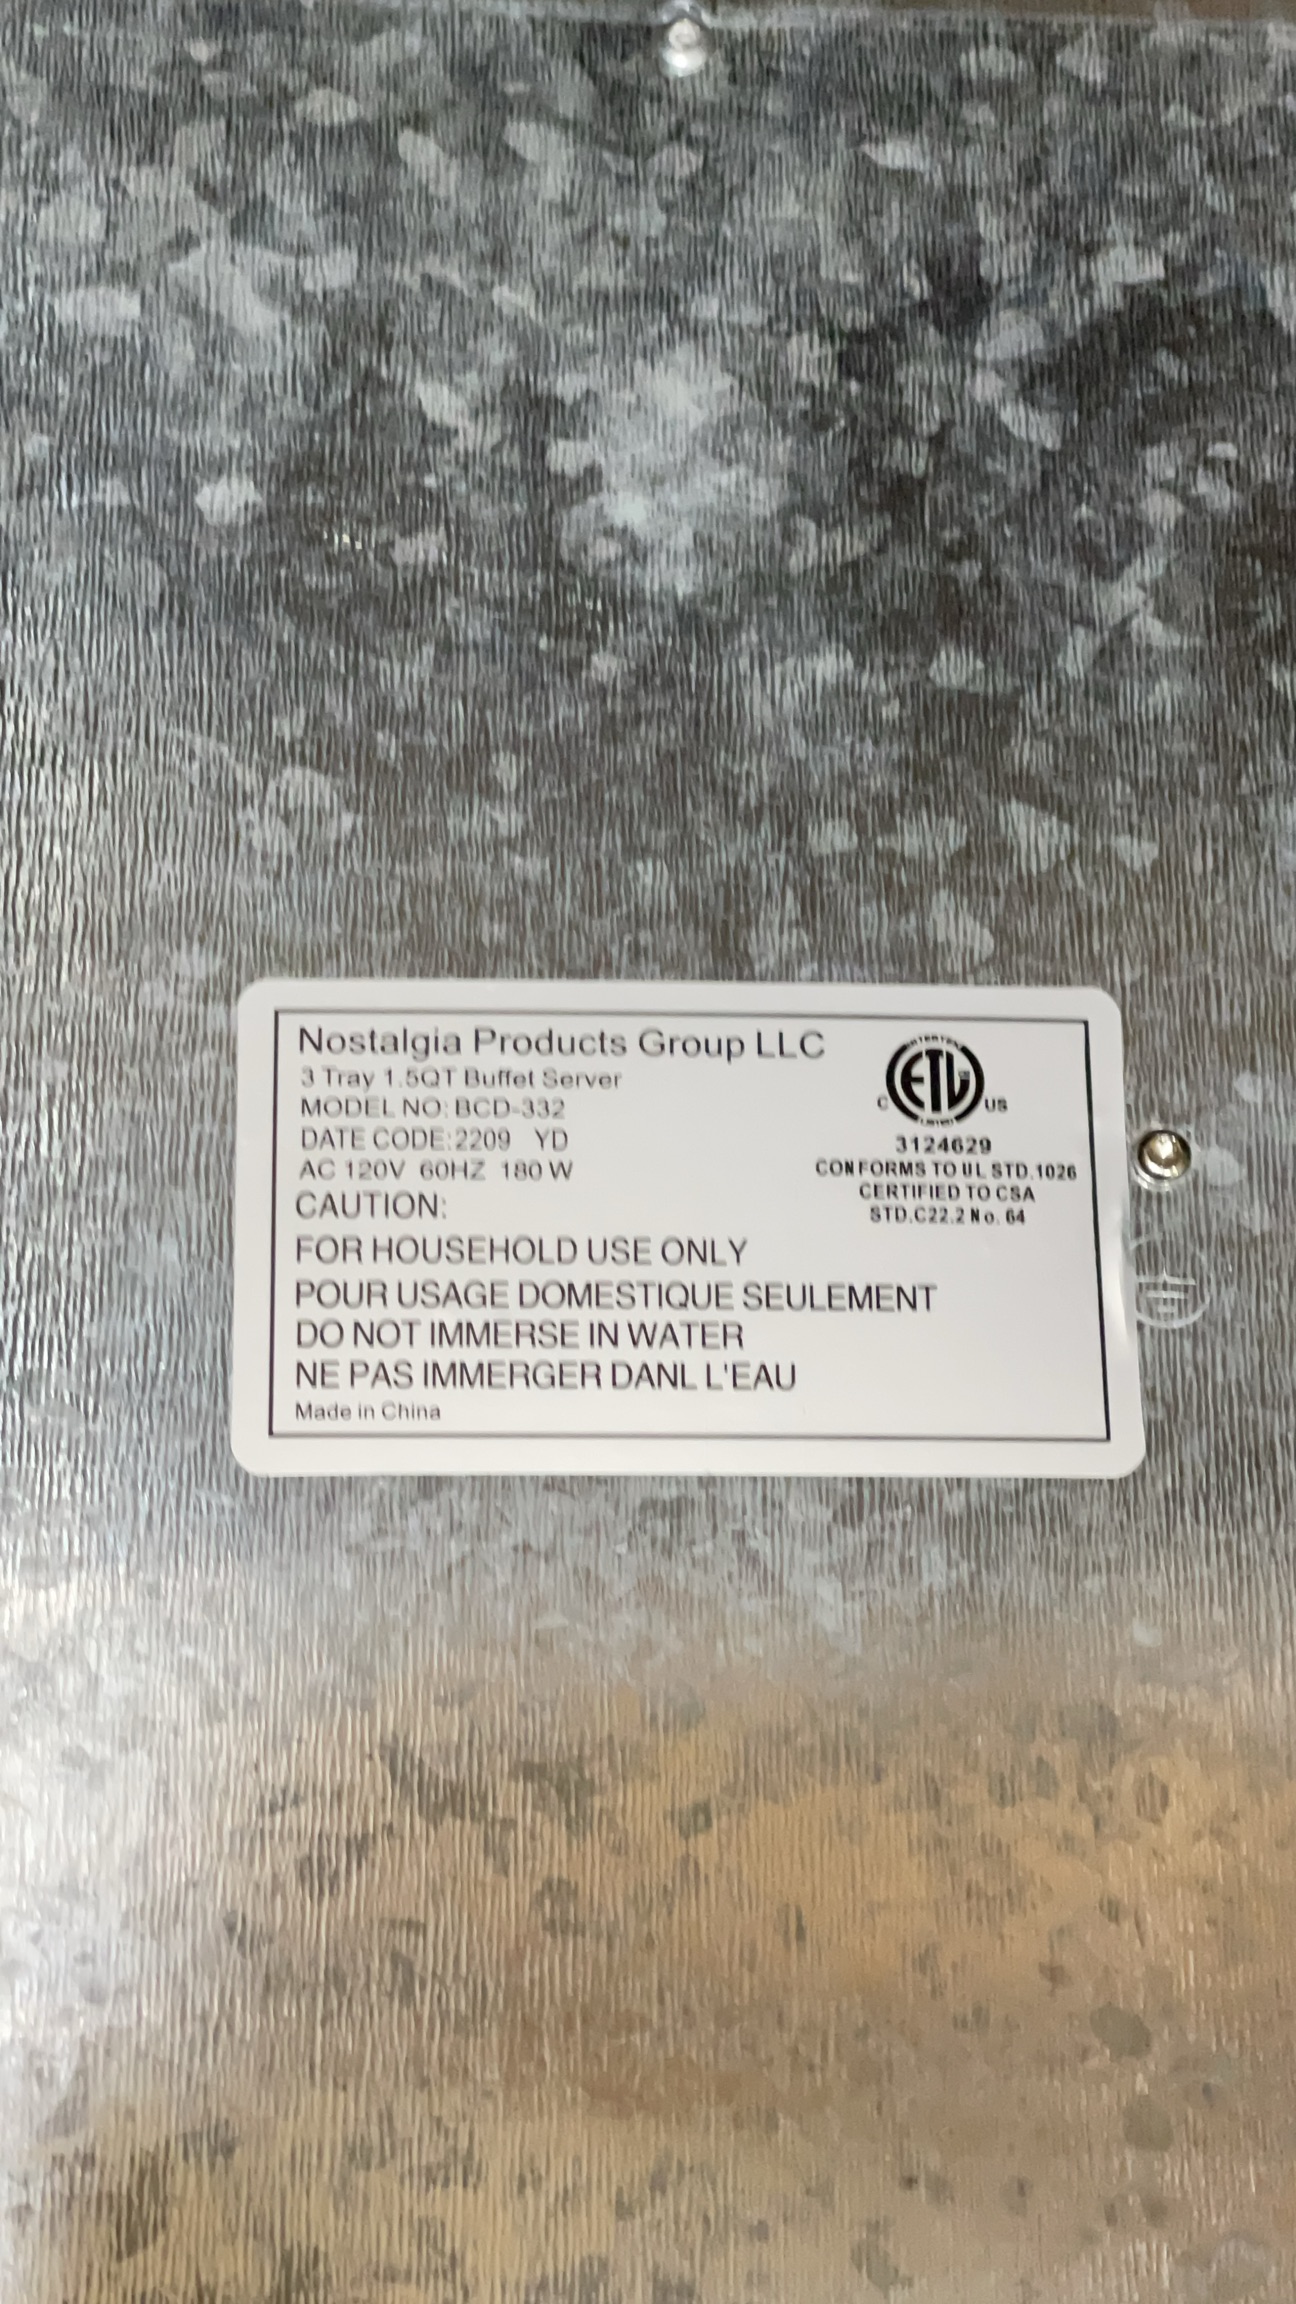 Nostalgia Products Group LLC
3 Tray 1.5QT Buffet Server
MODEL NO: BCD-332
DATE CODE:2209 YD
AC 120V 60HZ 180 W
CAUTION:
FOR HOUSEHOLD USE ONLY
POUR USAGE DOMESTIQUE SEULEMENT
DO NOT IMMERSE IN WATER
NE PAS IMMERGER DANL L'EAU
Made in China
INTERTEK
C ETL US
LISTED
3124629
CONFORMS TO UL STD.1026
CERTIFIED TO CSA
STD.C22.2 No. 64